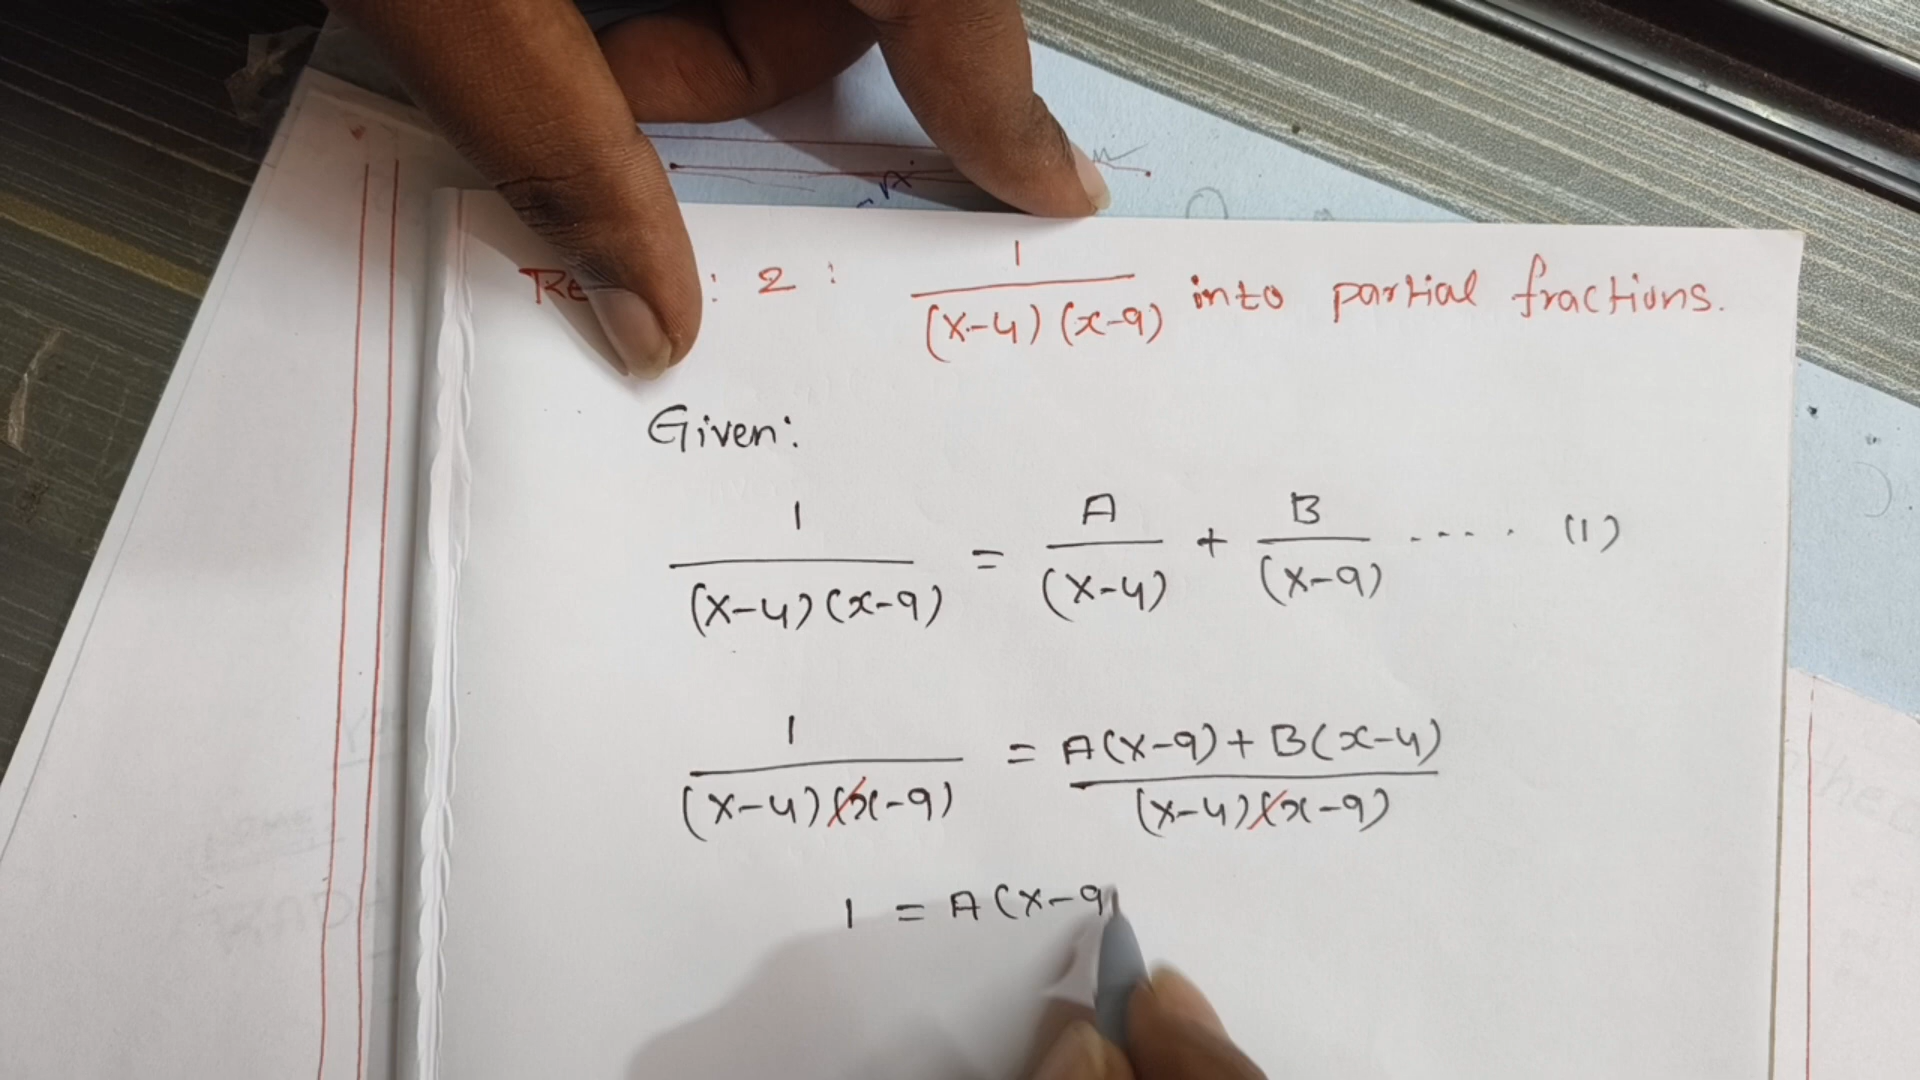 Re : 2 : 1/((x-4)(x-9)) into partial fractions.
Given:
1/((x-4)(x-9)) = A/(x-4) + B/(x-9) ..... (1)
1/((x-4)(x-9)) = (A(x-9) + B(x-4))/((x-4)(x-9))
1 = A(x-9